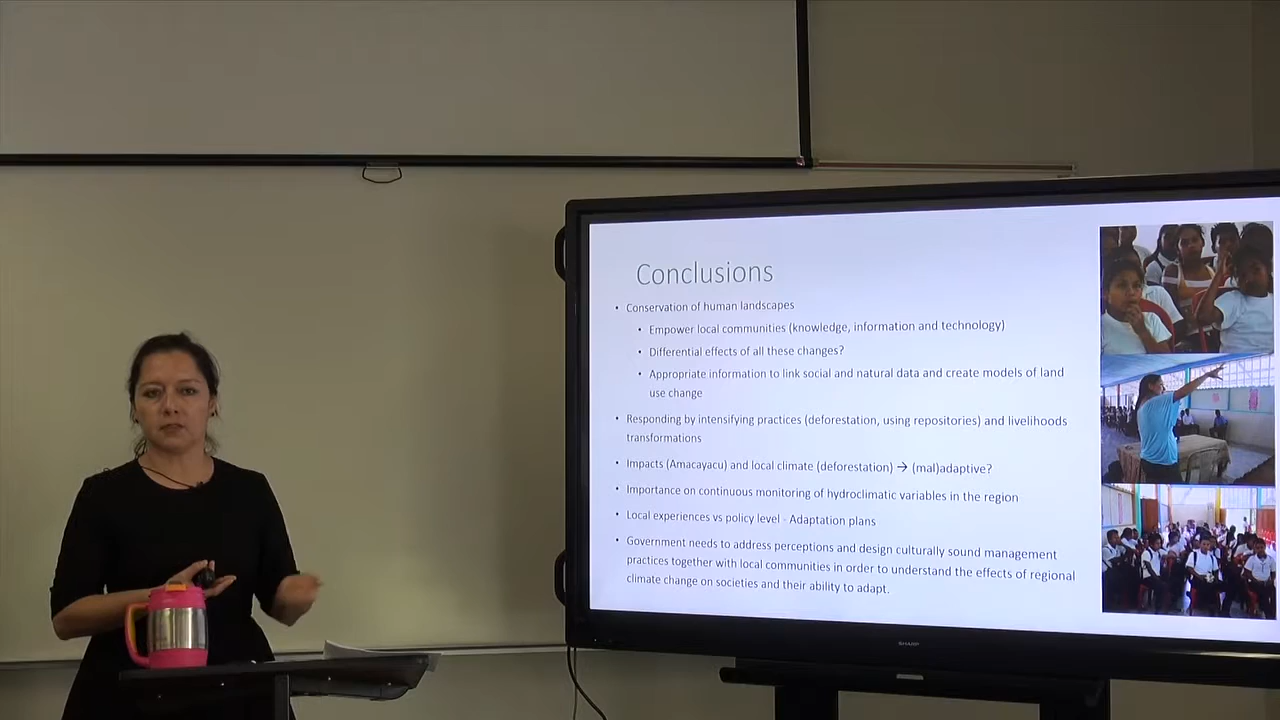 Conclusions
• Conservation of human landscapes
• Empower local communities (knowledge, information and technology)
• Differential effects of all these changes?
• Appropriate information to link social and natural data and create models of land
use change
• Responding by intensifying practices (deforestation, using repositories) and livelihoods
transformations
• Impacts (Amacayacu) and local climate (deforestation) → (mal)adaptive?
• Importance on continuous monitoring of hydroclimatic variables in the region
• Local experiences vs policy level - Adaptation plans
• Government needs to address perceptions and design culturally sound management
practices together with local communities in order to understand the effects of regional
climate change on societies and their ability to adapt.
SHARP